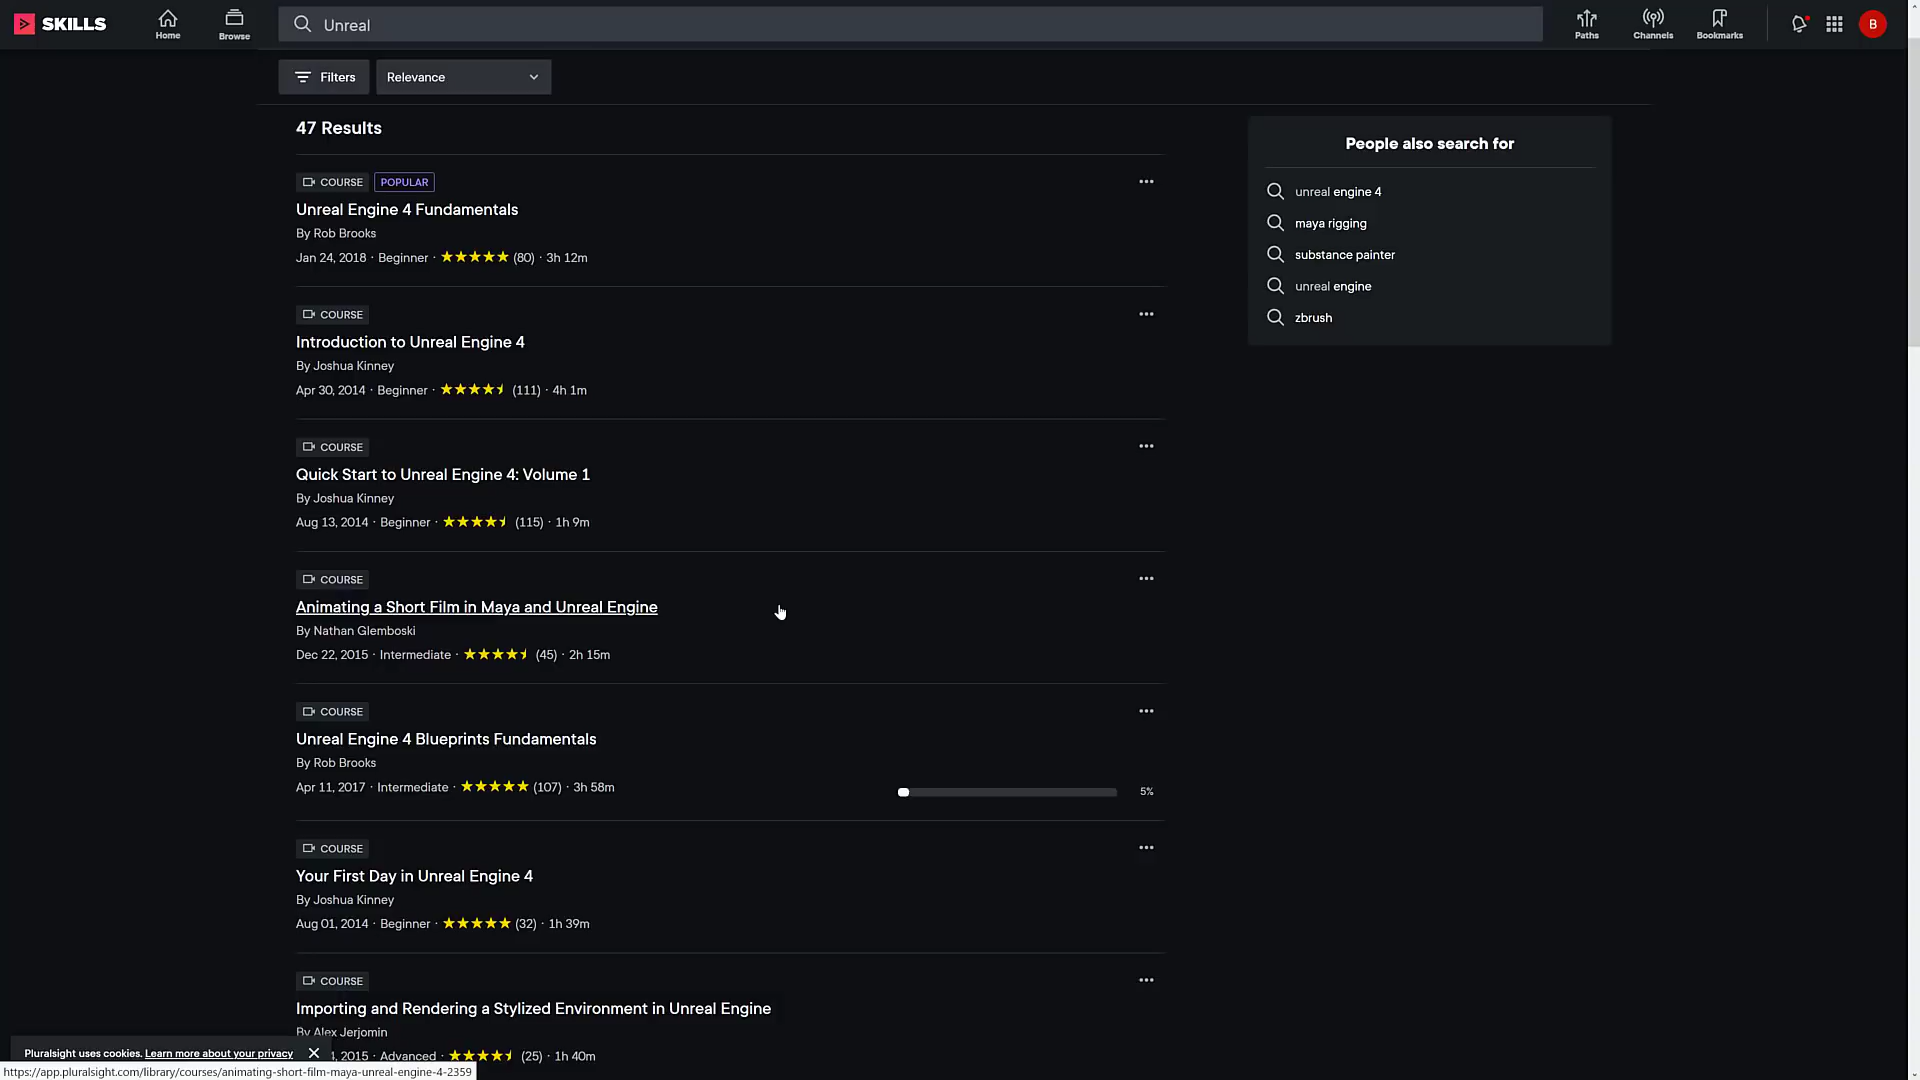 SKILLS
Home
Browse
Unreal
Paths
Channels
Bookmarks
B
Filters
Relevance
47 Results
People also search for
unreal engine 4
maya rigging
substance painter
unreal engine
zbrush
COURSE POPULAR
Unreal Engine 4 Fundamentals
By Rob Brooks
Jan 24, 2018 · Beginner · ★★★★★ (80) · 3h 12m
COURSE
Introduction to Unreal Engine 4
By Joshua Kinney
Apr 30, 2014 · Beginner · (111) · 4h 1m
COURSE
Quick Start to Unreal Engine 4: Volume 1
By Joshua Kinney
Aug 13, 2014 · Beginner · (115) · 1h 9m
COURSE
Animating a Short Film in Maya and Unreal Engine
By Nathan Glemboski
Dec 22, 2015 · Intermediate · (45) · 2h 15m
COURSE
Unreal Engine 4 Blueprints Fundamentals
By Rob Brooks
Apr 11, 2017 · Intermediate · ★★★★★ (107) · 3h 58m
5%
COURSE
Your First Day in Unreal Engine 4
By Joshua Kinney
Aug 01, 2014 · Beginner · ★★★★★ (32) · 1h 39m
COURSE
Importing and Rendering a Stylized Environment in Unreal Engine
By Alex Jerjomin
4, 2015 · Advanced · (25) · 1h 40m
Pluralsight uses cookies. Learn more about your privacy
https://app.pluralsight.com/library/courses/animating-short-film-maya-unreal-engine-4-2359